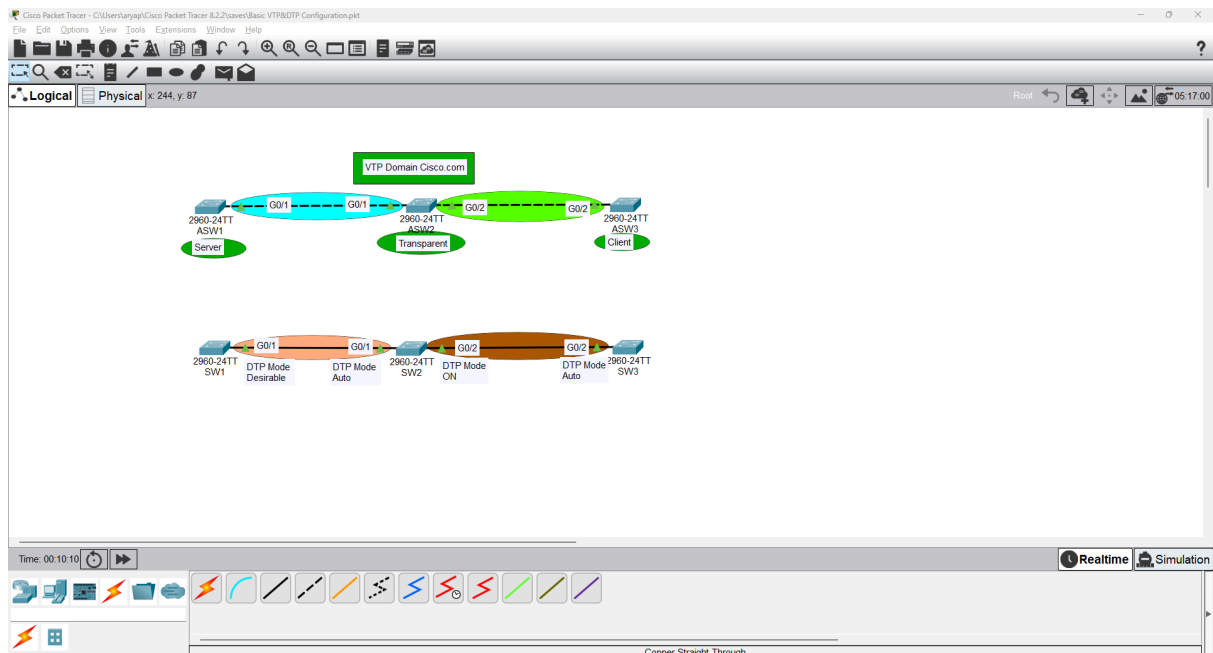 Cisco Packet Tracer - C:\Users\aryap\Cisco Packet Tracer 8.2.2\saves\Basic VTP&DTP Configuration.pkt
File Edit Options View Tools Extensions Window Help
?
Logical Physical x: 244, y: 87 Root 05:17:00
VTP Domain Cisco.com
G0/1 G0/1 G0/2 G0/2
2960-24TT 2960-24TT 2960-24TT
ASW1 ASW2 ASW3
Server Transparent Client
G0/1 G0/1 G0/2 G0/2
2960-24TT 2960-24TT 2960-24TT
SW1 SW2 SW3
DTP Mode DTP Mode DTP Mode DTP Mode
Desirable Auto ON Auto
Time: 00:10:10 Realtime Simulation
Copper Straight-Through